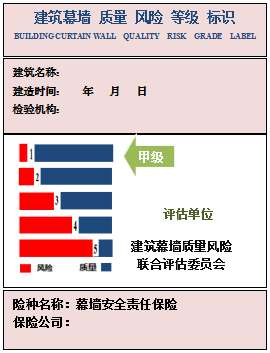 建筑幕墙 质量 风险 等级 标识
BUILDING CURTAIN WALL QUALITY RISK GRADE LABEL
建筑名称：
建造时间： 年 月 日
检验机构：
1
甲级
2
3
4
5
风险 质量
评估单位
建筑幕墙质量风险
联合评估委员会
险种名称：幕墙安全责任保险
保险公司：